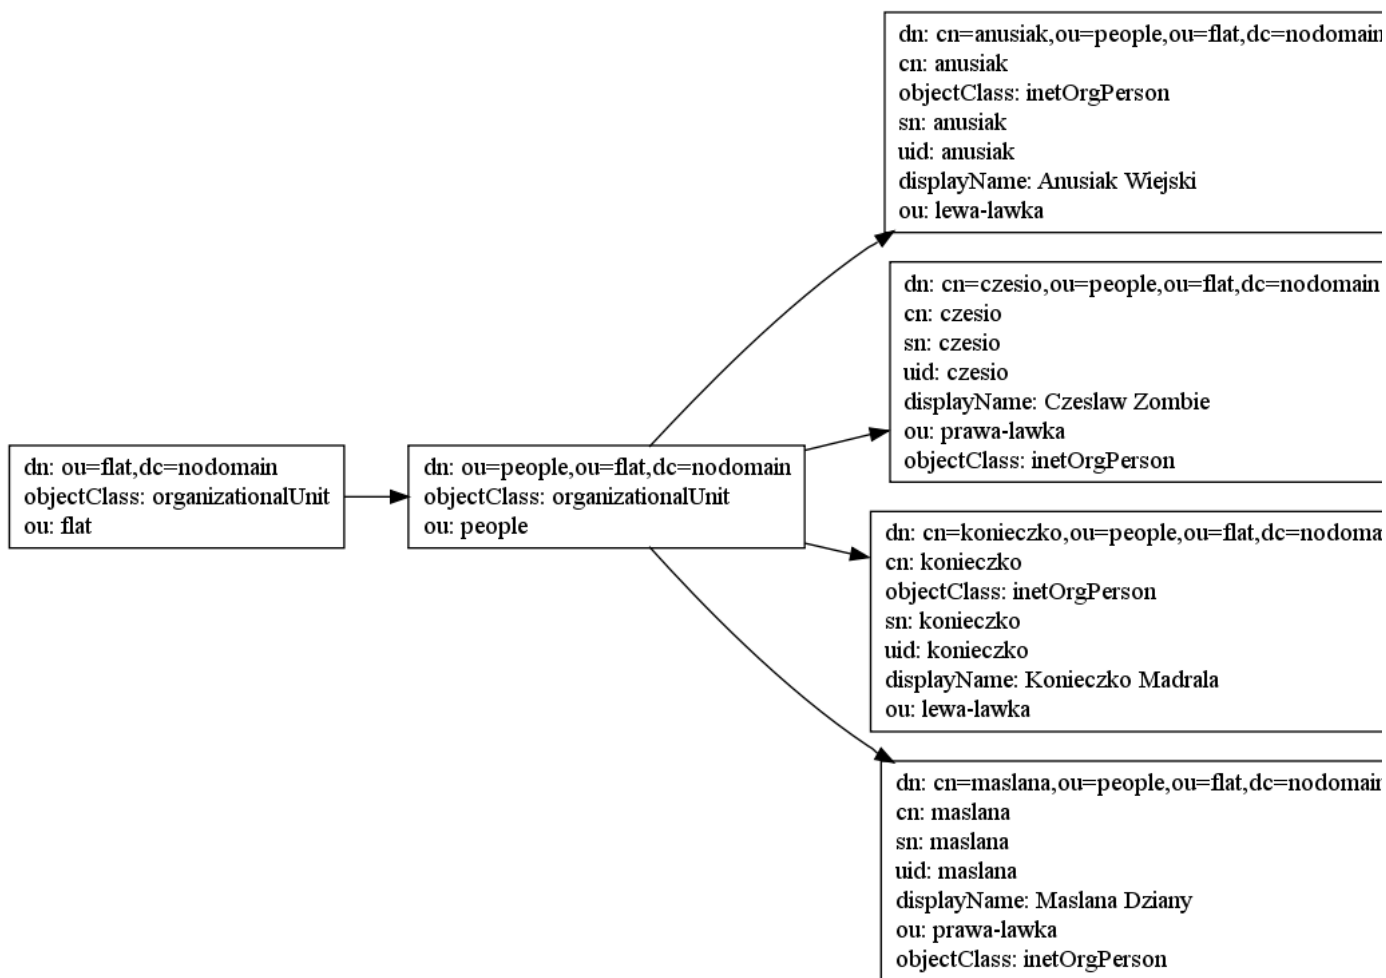 dn: ou=flat,dc=nodomain
objectClass: organizationalUnit
ou: flat
dn: ou=people,ou=flat,dc=nodomain
objectClass: organizationalUnit
ou: people
dn: cn=anusiak,ou=people,ou=flat,dc=nodomain
cn: anusiak
objectClass: inetOrgPerson
sn: anusiak
uid: anusiak
displayName: Anusiak Wiejski
ou: lewa-lawka
dn: cn=czesio,ou=people,ou=flat,dc=nodomain
cn: czesio
sn: czesio
uid: czesio
displayName: Czeslaw Zombie
ou: prawa-lawka
objectClass: inetOrgPerson
dn: cn=konieczko,ou=people,ou=flat,dc=nodoma
cn: konieczko
objectClass: inetOrgPerson
sn: konieczko
uid: konieczko
displayName: Konieczko Madrala
ou: lewa-lawka
dn: cn=maslana,ou=people,ou=flat,dc=nodomain
cn: maslana
sn: maslana
uid: maslana
displayName: Maslana Dziany
ou: prawa-lawka
objectClass: inetOrgPerson